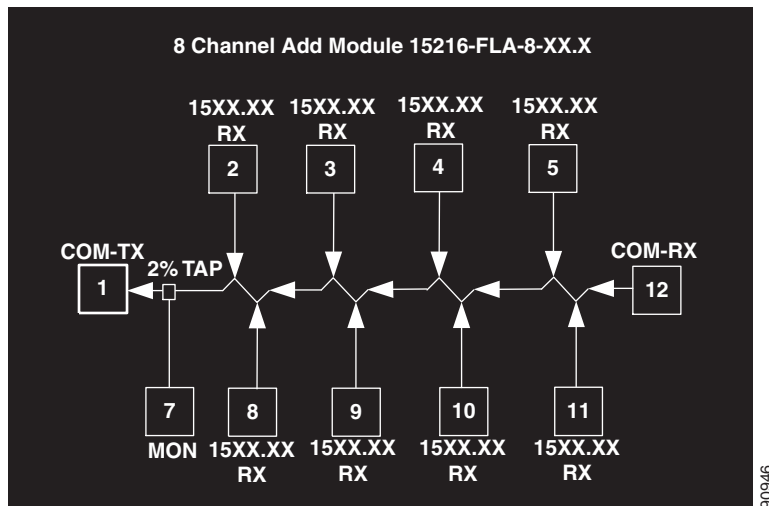 8 Channel Add Module 15216-FLA-8-XX.X
15XX.XX 15XX.XX 15XX.XX 15XX.XX
RX RX RX RX
2 3 4 5
COM-TX 2% TAP COM-RX
1 12
7 8 9 10 11
MON 15XX.XX 15XX.XX 15XX.XX 15XX.XX
RX RX RX RX
90946